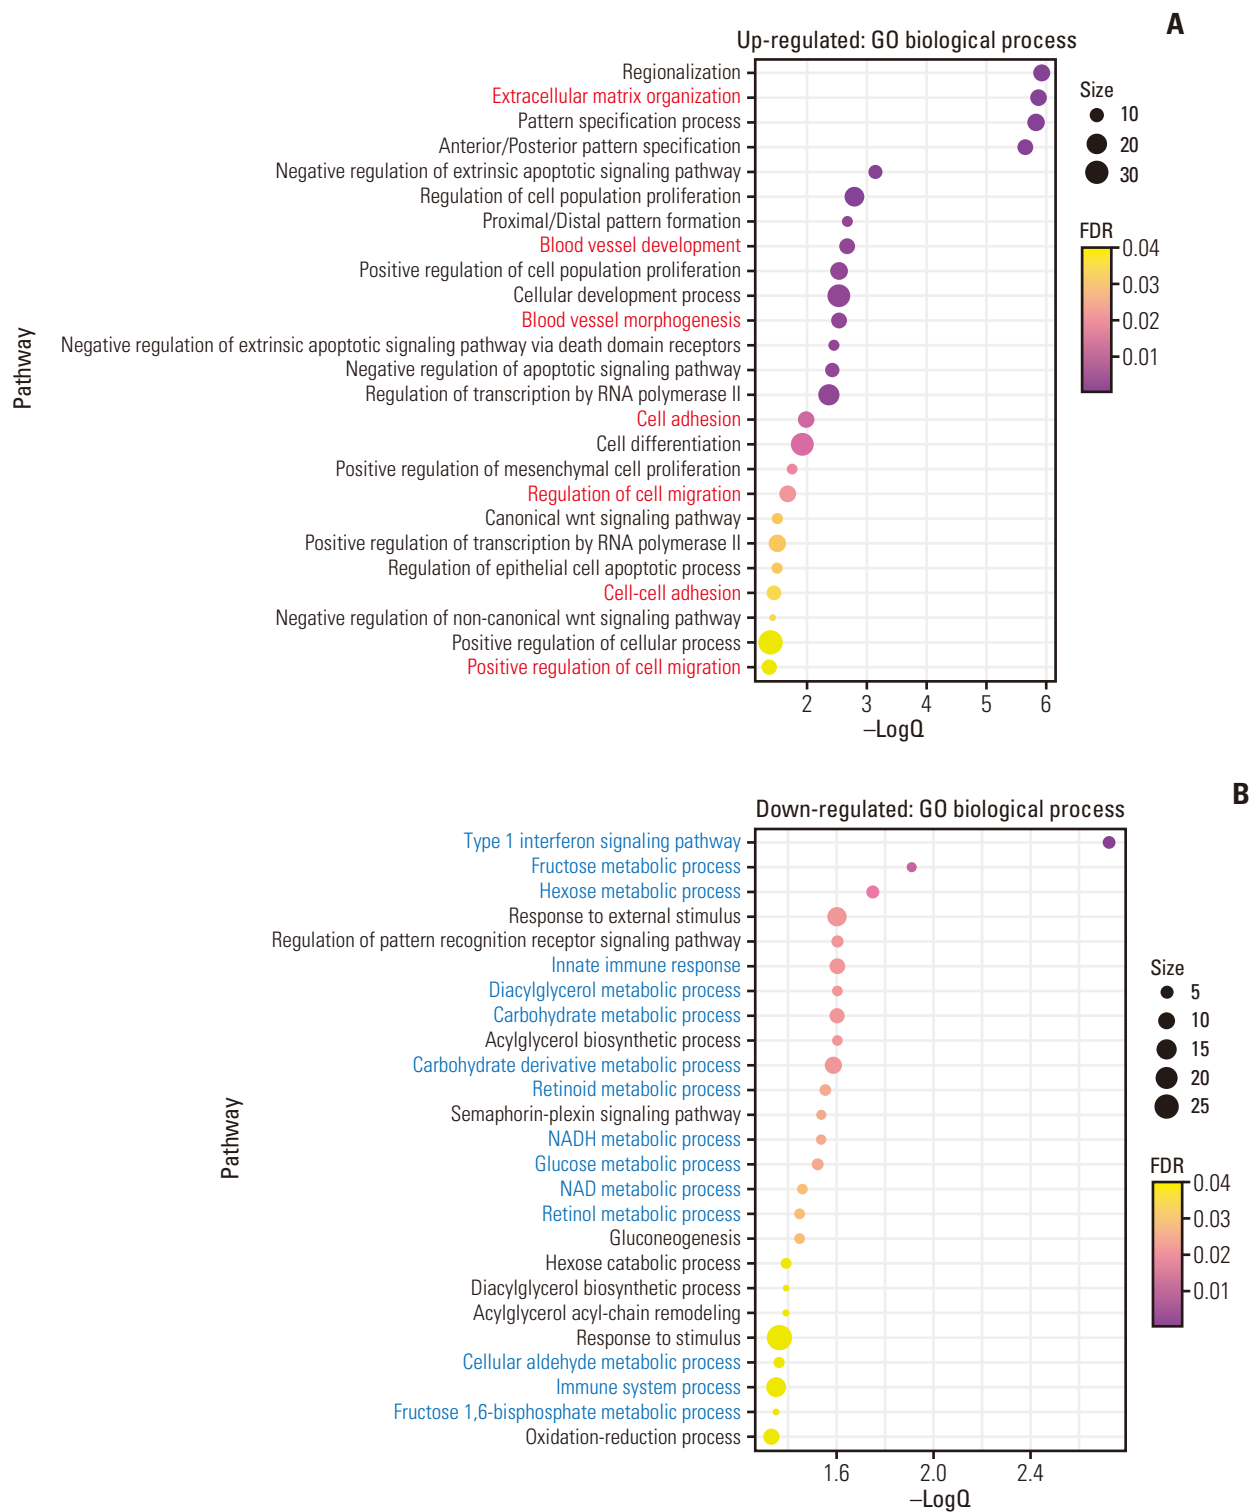 A
Up-regulated: GO biological process
Regionalization
Extracellular matrix organization
Pattern specification process
Anterior/Posterior pattern specification
Negative regulation of extrinsic apoptotic signaling pathway
Regulation of cell population proliferation
Proximal/Distal pattern formation
Blood vessel development
Positive regulation of cell population proliferation
Cellular development process
Blood vessel morphogenesis
Negative regulation of extrinsic apoptotic signaling pathway via death domain receptors
Negative regulation of apoptotic signaling pathway
Regulation of transcription by RNA polymerase II
Cell adhesion
Cell differentiation
Positive regulation of mesenchymal cell proliferation
Regulation of cell migration
Canonical wnt signaling pathway
Positive regulation of transcription by RNA polymerase II
Regulation of epithelial cell apoptotic process
Cell-cell adhesion
Negative regulation of non-canonical wnt signaling pathway
Positive regulation of cellular process
Positive regulation of cell migration
Pathway
2 3 4 5 6
–LogQ
Size
10
20
30
FDR
0.04
0.03
0.02
0.01
B
Down-regulated: GO biological process
Type 1 interferon signaling pathway
Fructose metabolic process
Hexose metabolic process
Response to external stimulus
Regulation of pattern recognition receptor signaling pathway
Innate immune response
Diacylglycerol metabolic process
Carbohydrate metabolic process
Acylglycerol biosynthetic process
Carbohydrate derivative metabolic process
Retinoid metabolic process
Semaphorin-plexin signaling pathway
NADH metabolic process
Glucose metabolic process
NAD metabolic process
Retinol metabolic process
Gluconeogenesis
Hexose catabolic process
Diacylglycerol biosynthetic process
Acylglycerol acyl-chain remodeling
Response to stimulus
Cellular aldehyde metabolic process
Immune system process
Fructose 1,6-bisphosphate metabolic process
Oxidation-reduction process
Pathway
1.6 2.0 2.4
–LogQ
Size
5
10
15
20
25
FDR
0.04
0.03
0.02
0.01